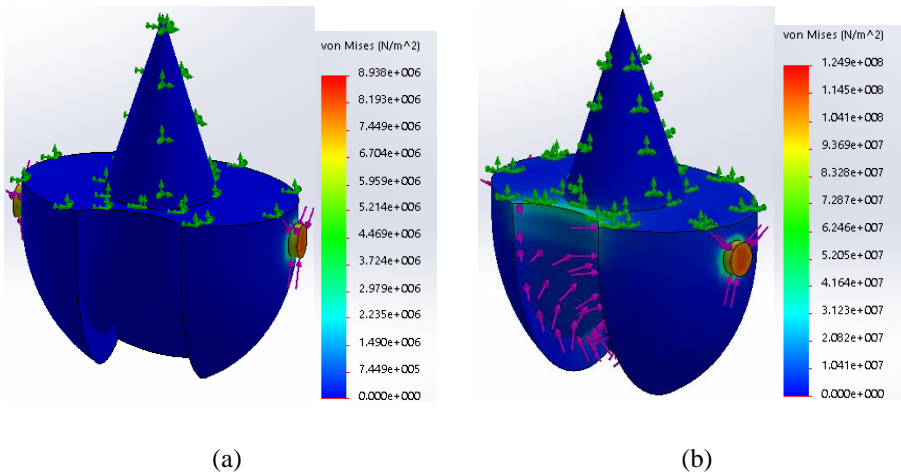 von Mises (N/m^2)
8.938e+006
8.193e+006
7.449e+006
6.704e+006
5.959e+006
5.214e+006
4.469e+006
3.724e+006
2.979e+006
2.235e+006
1.490e+006
7.449e+005
0.000e+000
(a)
von Mises (N/m^2)
1.249e+008
1.145e+008
1.041e+008
9.369e+007
8.328e+007
7.287e+007
6.246e+007
5.205e+007
4.164e+007
3.123e+007
2.082e+007
1.041e+007
0.000e+000
(b)